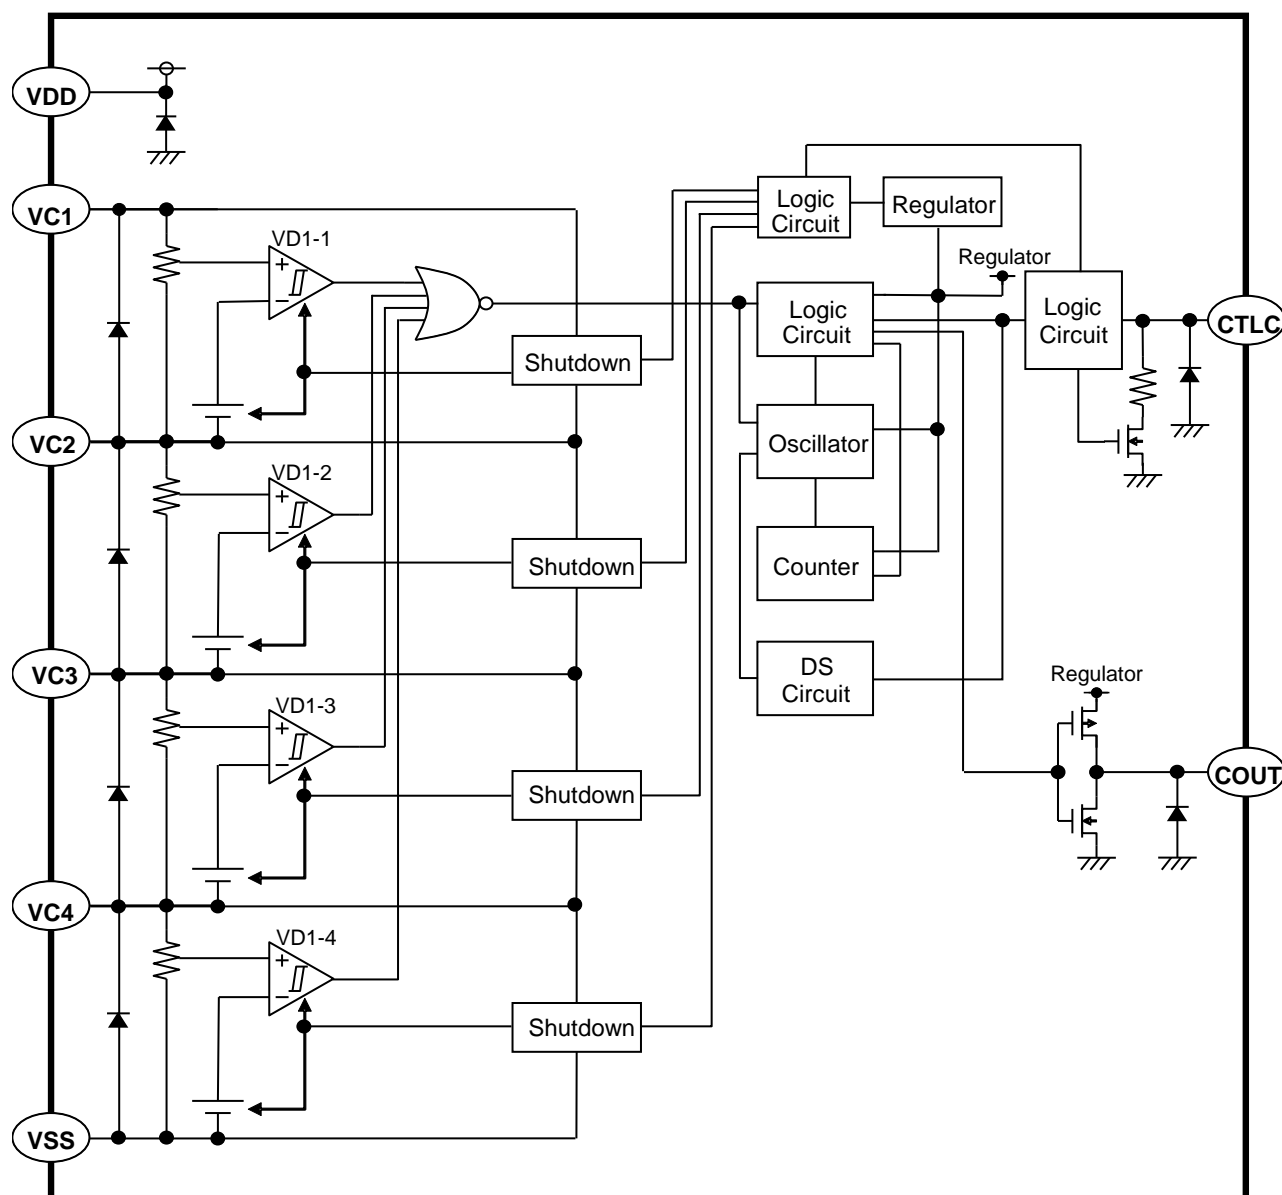 VDD
VC1
VD1-1
Logic
Circuit
Regulator
Regulator
Logic
Circuit
Logic
Circuit
CTLC
Shutdown
VC2
VD1-2
Oscillator
Shutdown
Counter
VC3
VD1-3
DS
Circuit
Regulator
Shutdown
COUT
VC4
VD1-4
Shutdown
VSS